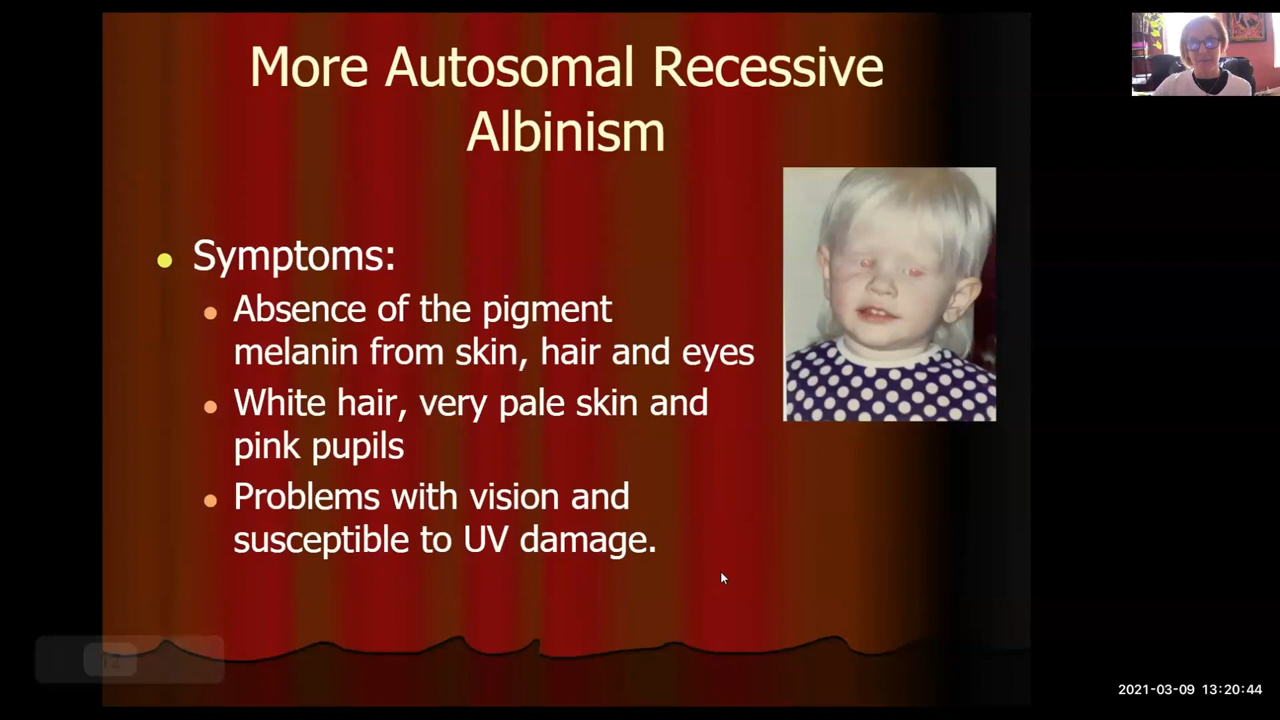 More Autosomal Recessive
Albinism
Symptoms:
Absence of the pigment
melanin from skin, hair and eyes
White hair, very pale skin and
pink pupils
Problems with vision and
susceptible to UV damage.
12
2021-03-09 13:20:44